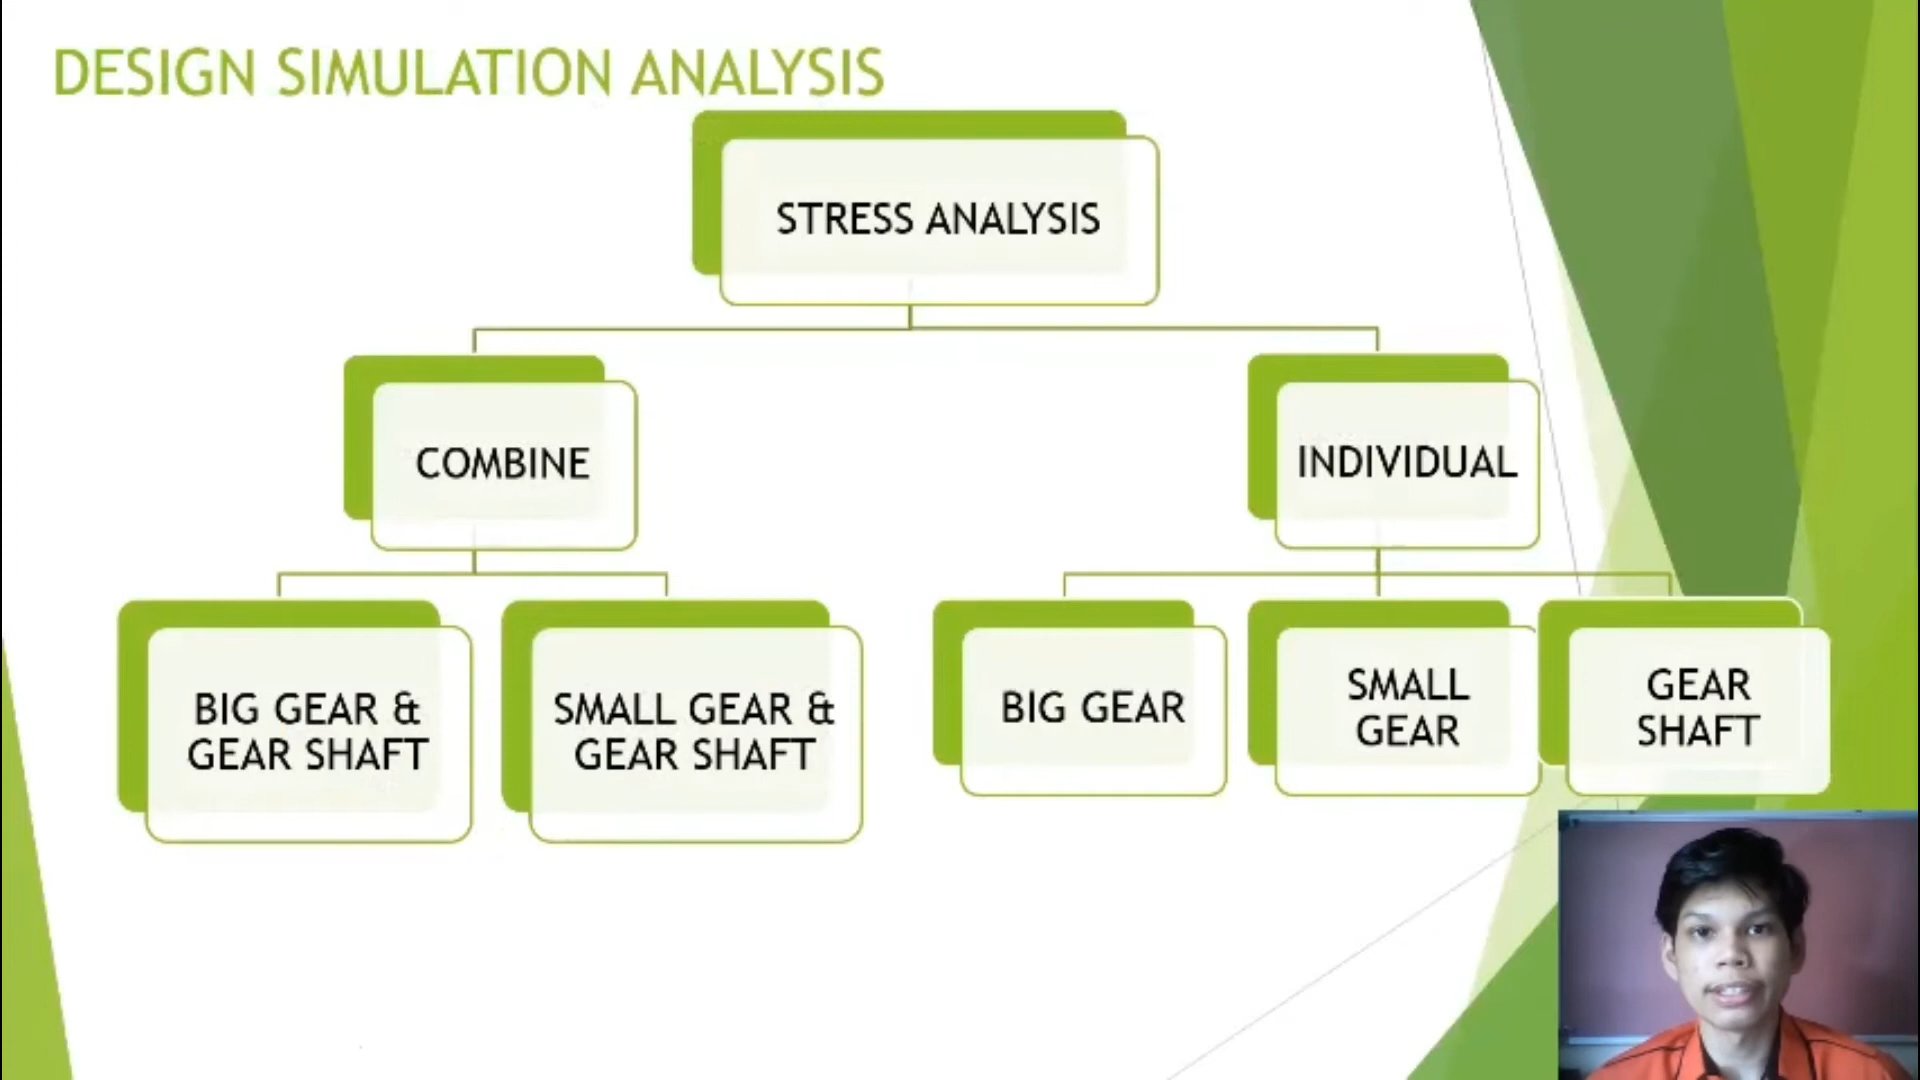 DESIGN SIMULATION ANALYSIS
STRESS ANALYSIS
COMBINE
INDIVIDUAL
BIG GEAR &
GEAR SHAFT
SMALL GEAR &
GEAR SHAFT
BIG GEAR
SMALL
GEAR
GEAR
SHAFT